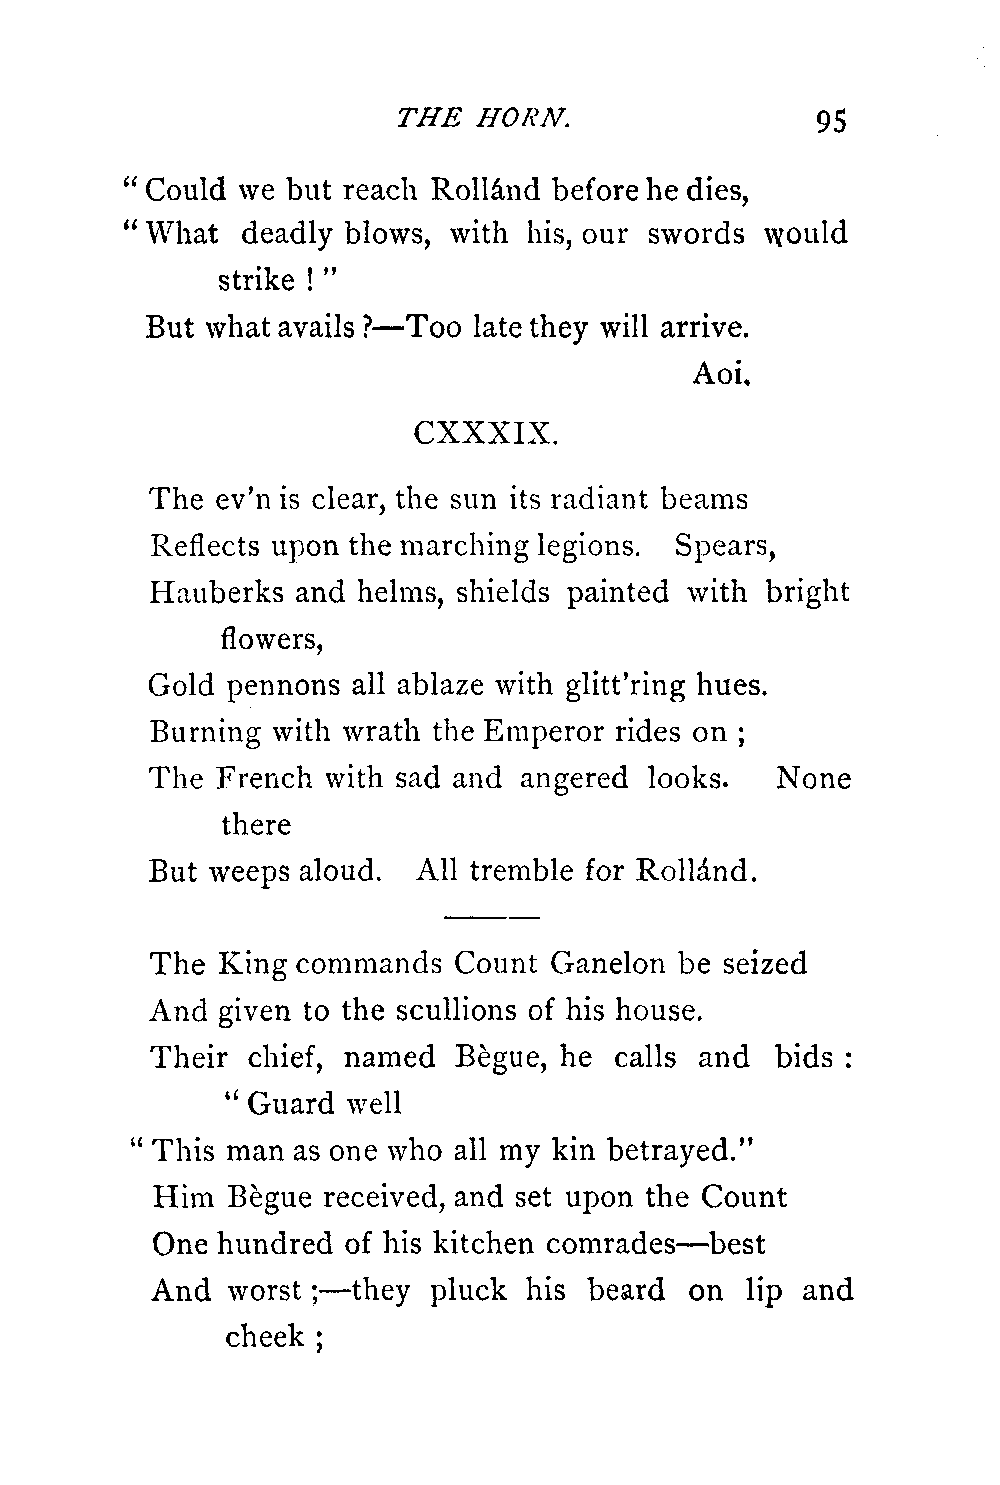 THE HORN. 95
“Could we but reach Rollánd before he dies,
“What deadly blows, with his, our swords would
strike ! ”
But what avails ?—Too late they will arrive.
Aoi.
CXXXIX.
The ev’n is clear, the sun its radiant beams
Reflects upon the marching legions. Spears,
Hauberks and helms, shields painted with bright
flowers,
Gold pennons all ablaze with glitt’ring hues.
Burning with wrath the Emperor rides on ;
The French with sad and angered looks. None
there
But weeps aloud. All tremble for Rollánd.
The King commands Count Ganelon be seized
And given to the scullions of his house.
Their chief, named Bègue, he calls and bids :
“ Guard well
“ This man as one who all my kin betrayed.”
Him Bègue received, and set upon the Count
One hundred of his kitchen comrades—best
And worst ;—they pluck his beard on lip and
cheek ;